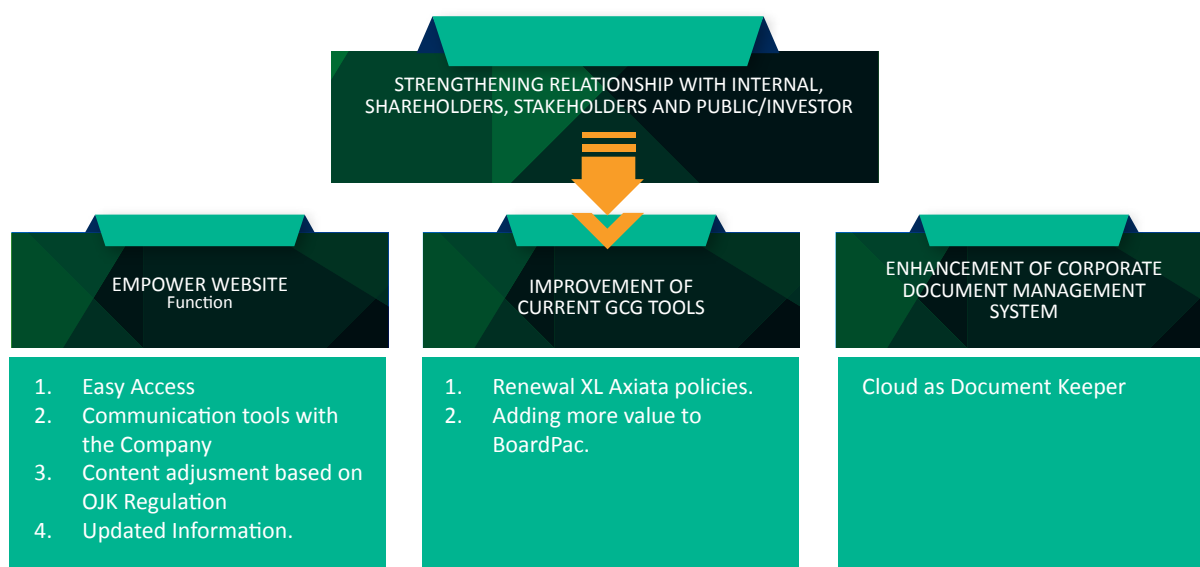 STRENGTHENING RELATIONSHIP WITH INTERNAL,
SHAREHOLDERS, STAKEHOLDERS AND PUBLIC/INVESTOR
EMPOWER WEBSITE
Function
1. Easy Access
2. Communication tools with
the Company
3. Content adjusment based on
OJK Regulation
4. Updated Information.
IMPROVEMENT OF
CURRENT GCG TOOLS
1. Renewal XL Axiata policies.
2. Adding more value to
BoardPac.
ENHANCEMENT OF CORPORATE
DOCUMENT MANAGEMENT
SYSTEM
Cloud as Document Keeper